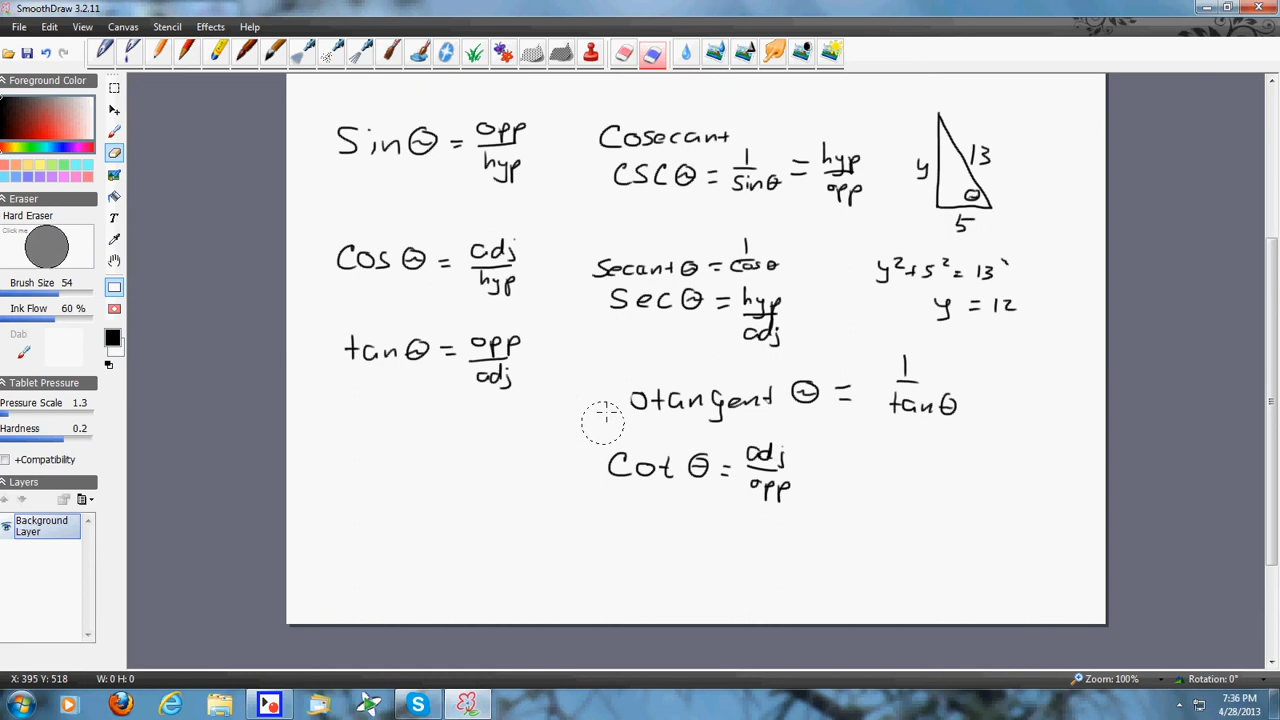 SmoothDraw 3.2.11
File Edit View Canvas Stencil Effects Help
Foreground Color
Eraser
Hard Eraser
Click me
Brush Size 54
Ink Flow 60 %
Dab
Tablet Pressure
Pressure Scale 1.3
Hardness 0.2
+Compatibility
Layers
Background
Layer
Sin θ = opp/hyp
Cos θ = adj/hyp
tan θ = opp/adj
Cosecant
CSC θ = 1/sin θ = hyp/opp
Secant θ = 1/cos θ
Sec θ = hyp/adj
otangent θ = 1/tan θ
Cot θ = adj/opp
y 13
θ
5
y² + 5² = 13
y = 12
X: 395 Y: 518 W: 0 H: 0
Zoom: 100% Rotation: 0°
7:36 PM
4/28/2013